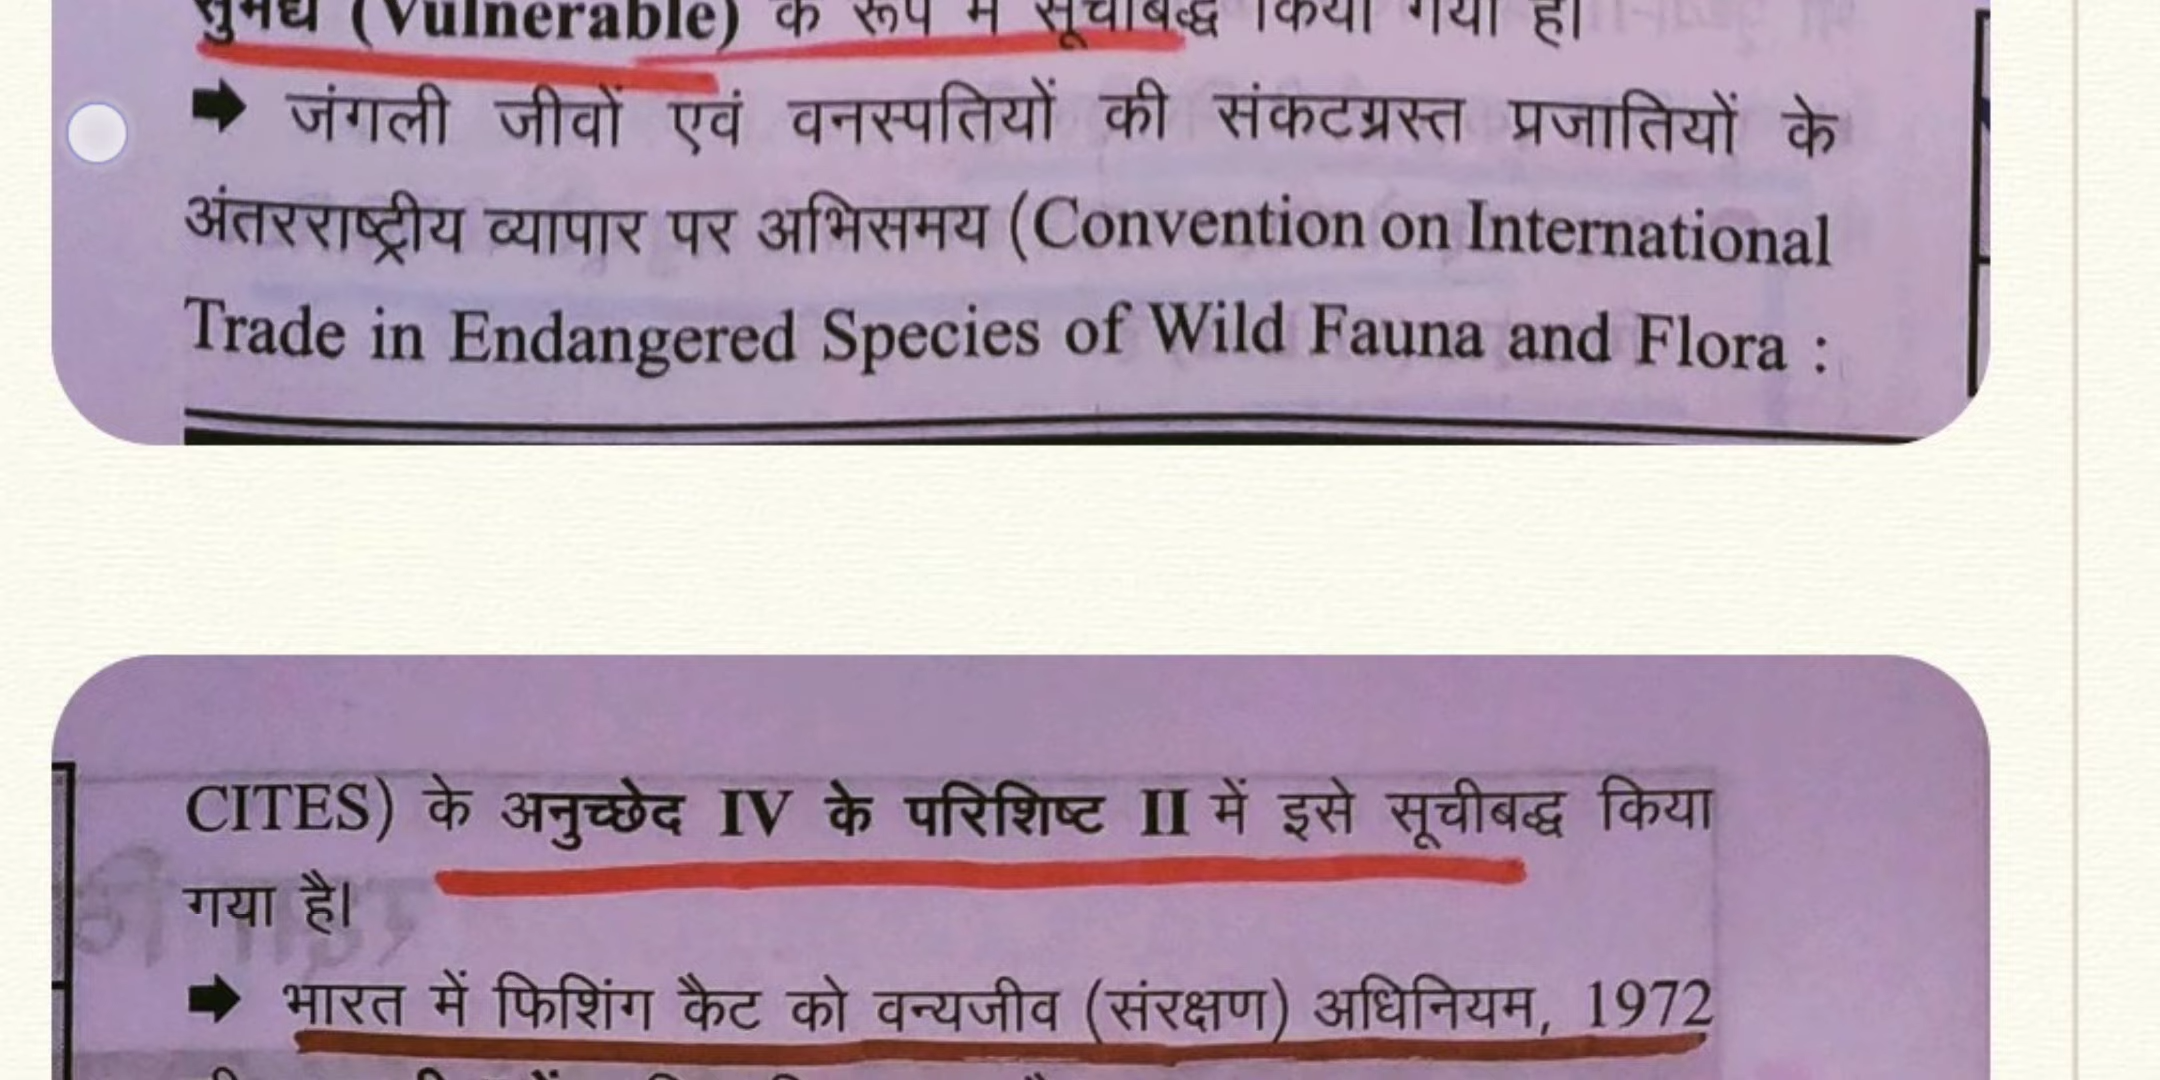 सुभेद्य (Vulnerable) के रूप में सूचीबद्ध किया गया है।
➡ जंगली जीवों एवं वनस्पतियों की संकटग्रस्त प्रजातियों के
अंतरराष्ट्रीय व्यापार पर अभिसमय (Convention on International
Trade in Endangered Species of Wild Fauna and Flora :
CITES) के अनुच्छेद IV के परिशिष्ट II में इसे सूचीबद्ध किया
गया है।
➡ भारत में फिशिंग कैट को वन्यजीव (संरक्षण) अधिनियम, 1972